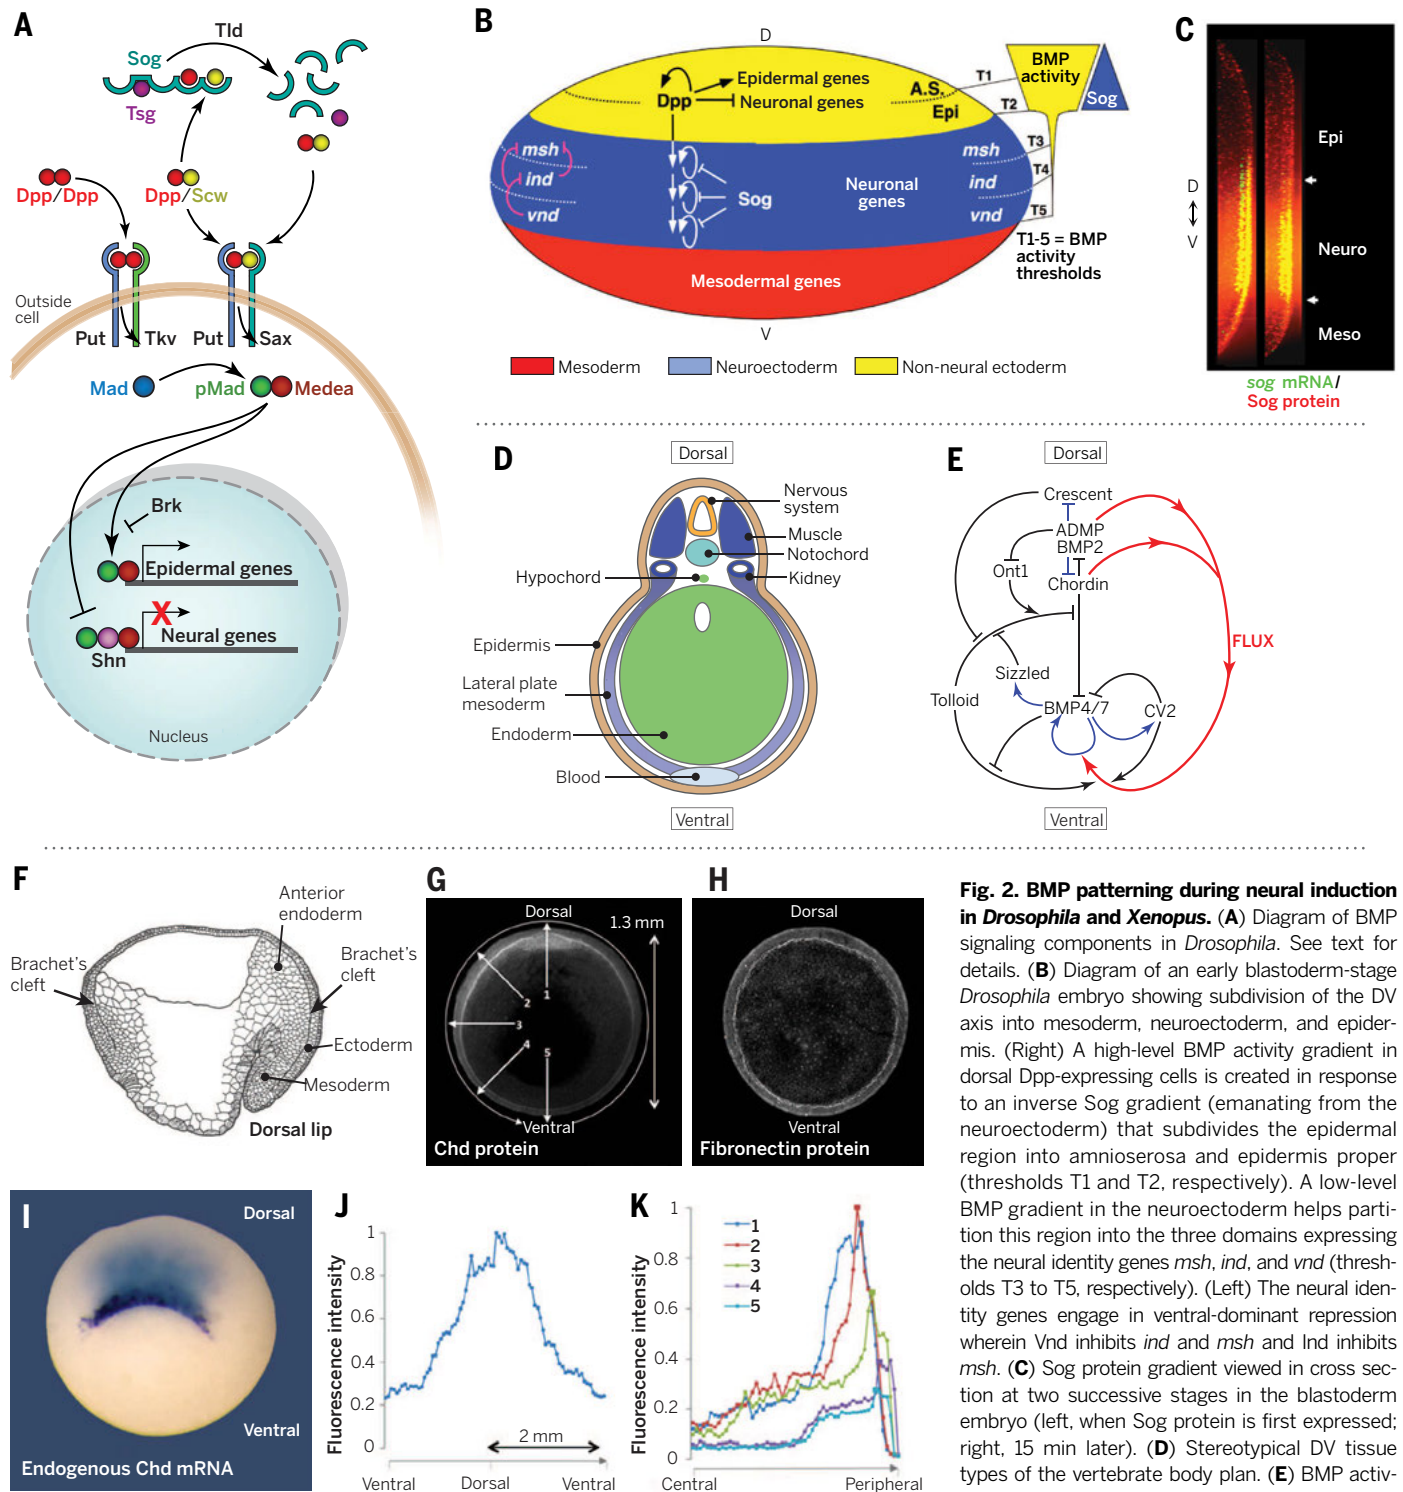 A
Tld
Sog
Tsg
Dpp/Dpp
Dpp/Scw
Outside
cell
Put
Tkv
Put
Sax
Mad
pMad
Medea
Brk
Epidermal genes
X
Neural genes
Shn
Nucleus
B
D
Dpp
Epidermal genes
Neuronal genes
A.S.
Epi
T1
T2
T3
T4
T5
BMP
activity
Sog
msh
ind
vnd
Sog
Neuronal
genes
msh
ind
vnd
Mesodermal genes
T1-5 = BMP
activity
thresholds
V
Mesoderm
Neuroectoderm
Non-neural ectoderm
C
D
V
Epi
Neuro
Meso
sog mRNA/
Sog protein
D
Dorsal
Nervous
system
Muscle
Notochord
Hypochord
Kidney
Epidermis
Lateral plate
mesoderm
Endoderm
Blood
Ventral
E
Dorsal
Crescent
ADMP
BMP2
Ont1
Chordin
FLUX
Sizzled
Tolloid
BMP4/7
CV2
Ventral
F
Anterior
endoderm
Brachet's
cleft
Brachet's
cleft
Ectoderm
Mesoderm
Dorsal lip
G
Dorsal
1.3 mm
1
2
3
4
5
Ventral
Chd protein
H
Dorsal
Ventral
Fibronectin protein
I
Dorsal
Ventral
Endogenous Chd mRNA
J
Fluorescence intensity
1
0.8
0.6
0.4
0.2
0
2 mm
Ventral
Dorsal
Ventral
K
Fluorescence intensity
1
0.8
0.6
0.4
0.2
0
1
2
3
4
5
Central
Peripheral
Fig. 2. BMP patterning during neural induction
in Drosophila and Xenopus. (A) Diagram of BMP
signaling components in Drosophila. See text for
details. (B) Diagram of an early blastoderm-stage
Drosophila embryo showing subdivision of the DV
axis into mesoderm, neuroectoderm, and epider-
mis. (Right) A high-level BMP activity gradient in
dorsal Dpp-expressing cells is created in response
to an inverse Sog gradient (emanating from the
neuroectoderm) that subdivides the epidermal
region into amnioserosa and epidermis proper
(thresholds T1 and T2, respectively). A low-level
BMP gradient in the neuroectoderm helps parti-
tion this region into the three domains expressing
the neural identity genes msh, ind, and vnd (thresh-
olds T3 to T5, respectively). (Left) The neural iden-
tity genes engage in ventral-dominant repression
wherein Vnd inhibits ind and msh and Ind inhibits
msh. (C) Sog protein gradient viewed in cross sec-
tion at two successive stages in the blastoderm
embryo (left, when Sog protein is first expressed;
right, 15 min later). (D) Stereotypical DV tissue
types of the vertebrate body plan. (E) BMP activ-